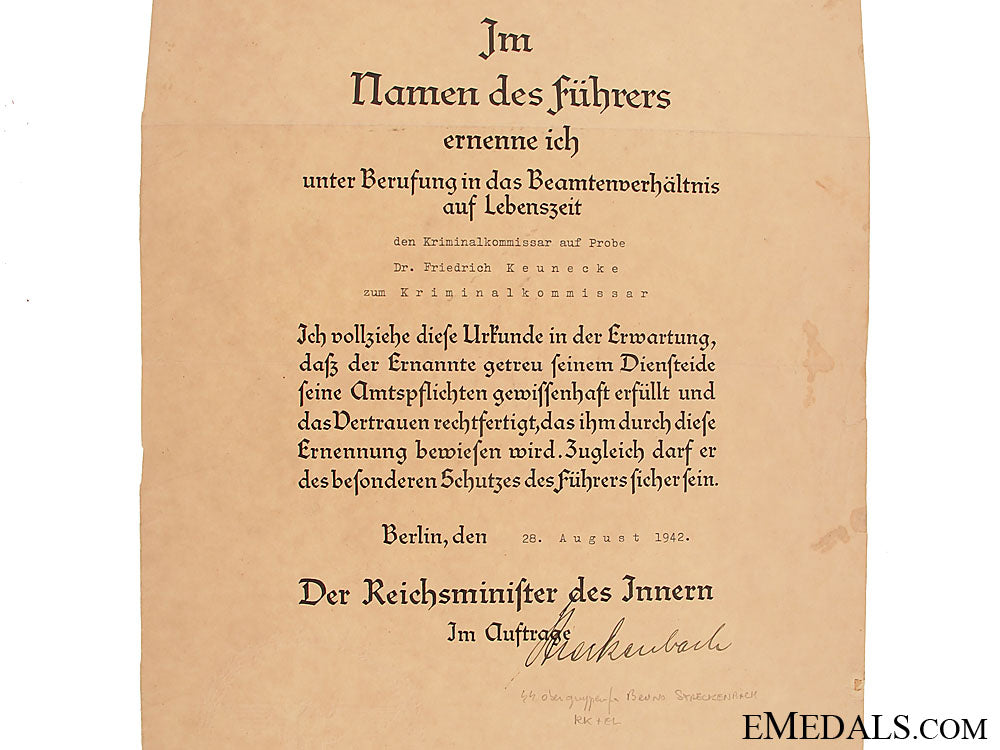 Im
Namen des Führers
ernenne ich
unter Berufung in das Beamtenverhältnis
auf Lebenszeit
den Kriminalkommissar auf Probe
Dr. Friedrich K e u n e c k e
zum K r i m i n a l k o m m i s s a r
Ich vollziehe diese Urkunde in der Erwartung,
daß der Ernannte getreu seinem Diensteide
seine Amtspflichten gewissenhaft erfüllt und
das Vertrauen rechtfertigt, das ihm durch diese
Ernennung bewiesen wird. Zugleich darf er
des besonderen Schutzes des Führers sicher sein.
Berlin, den 28. A u g u s t 1942.
Der Reichsminister des Innern
Im Auftrage
Streckenbach
Bruno STRECKENBACH
RK + EL
EMEDALS.COM